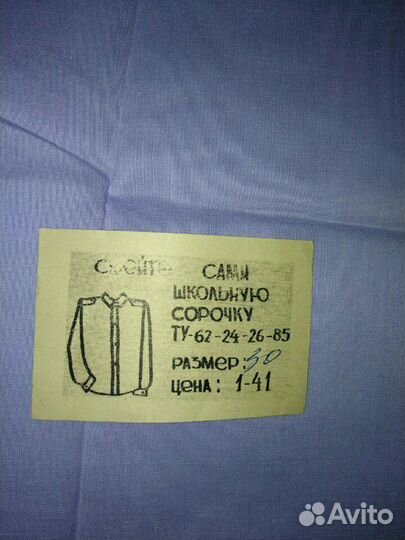 Сшейте САМИ
ШКОЛЬНУЮ
СОРОЧКУ
ТУ-62-24-26-85
РАЗМЕР: 30
ЦЕНА: 1-41
Avito